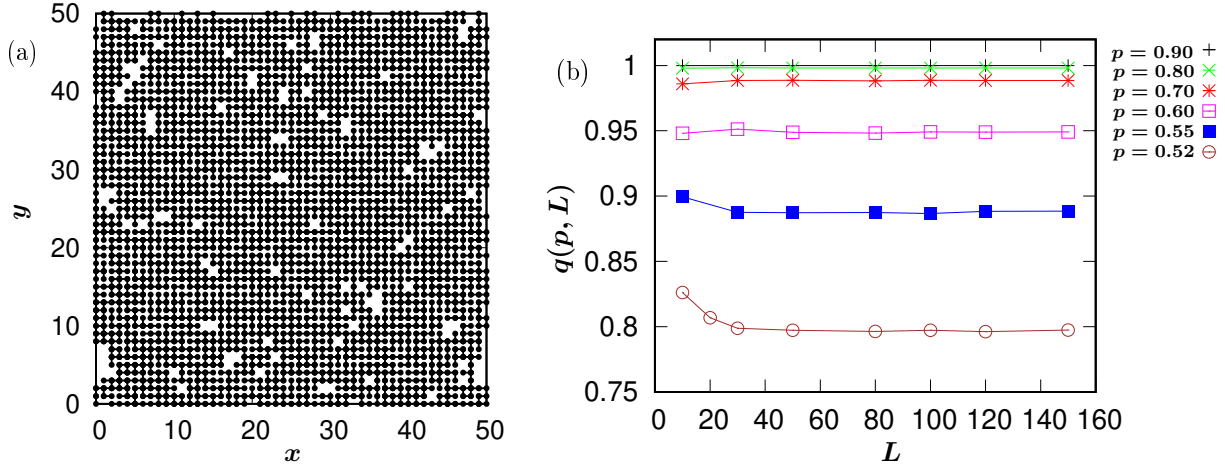 (a)
50
40
30
20
10
0
y
0 10 20 30 40 50
x
(b)
1
0.95
0.9
0.85
0.8
0.75
q(p, L)
0 20 40 60 80 100 120 140 160
L
p = 0.90
p = 0.80
p = 0.70
p = 0.60
p = 0.55
p = 0.52